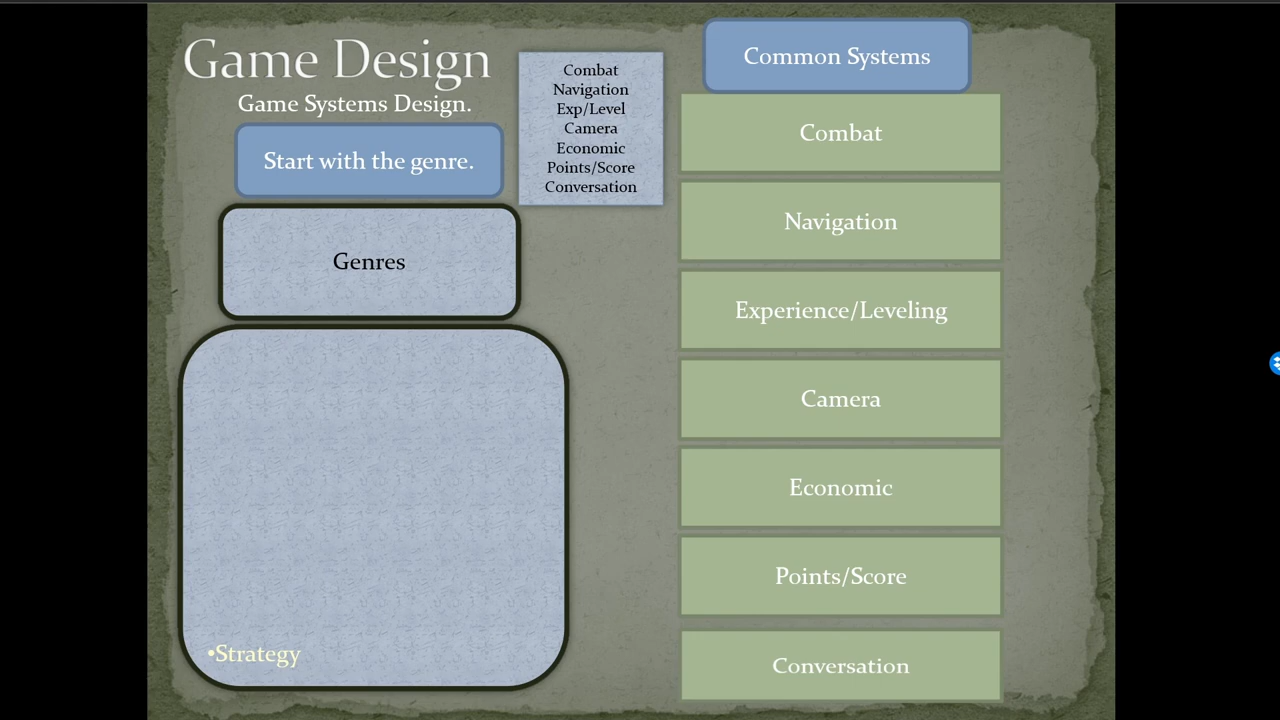 Game Design
Game Systems Design.
Start with the genre.
Genres
•Strategy
Combat
Navigation
Exp/Level
Camera
Economic
Points/Score
Conversation
Common Systems
Combat
Navigation
Experience/Leveling
Camera
Economic
Points/Score
Conversation